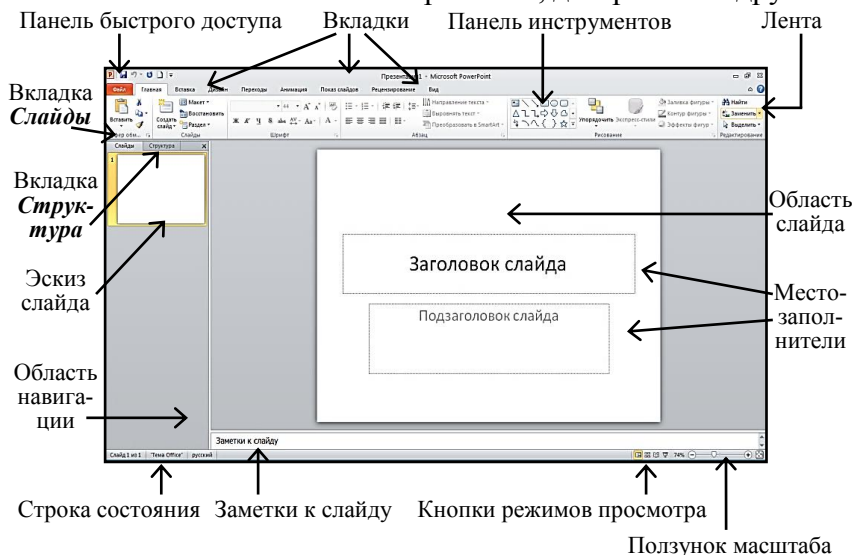 Панель быстрого доступа Вкладки Панель инструментов Лента
Презентация1 - Microsoft PowerPoint
Файл Главная Вставка Дизайн Переходы Анимация Показ слайдов Рецензирование Вид
Вставить
Создать слайд
Макет
Восстановить
Раздел
Направление текста
Выровнять текст
Преобразовать в SmartArt
Упорядочить Экспресс-стили
Заливка фигуры
Контур фигуры
Эффекты фигур
Найти
Заменить
Выделить
Слайды Шрифт Абзац Рисование Редактирование
Слайды Структура
1
Вкладка
Слайды
Вкладка
Струк-
тура
Эскиз
слайда
Область
навига-
ции
Заголовок слайда
Подзаголовок слайда
Область
слайда
Место-
запол-
нители
Заметки к слайду
Слайд 1 из 1 "Тема Office" русский 74%
Строка состояния Заметки к слайду Кнопки режимов просмотра
Ползунок масштаба